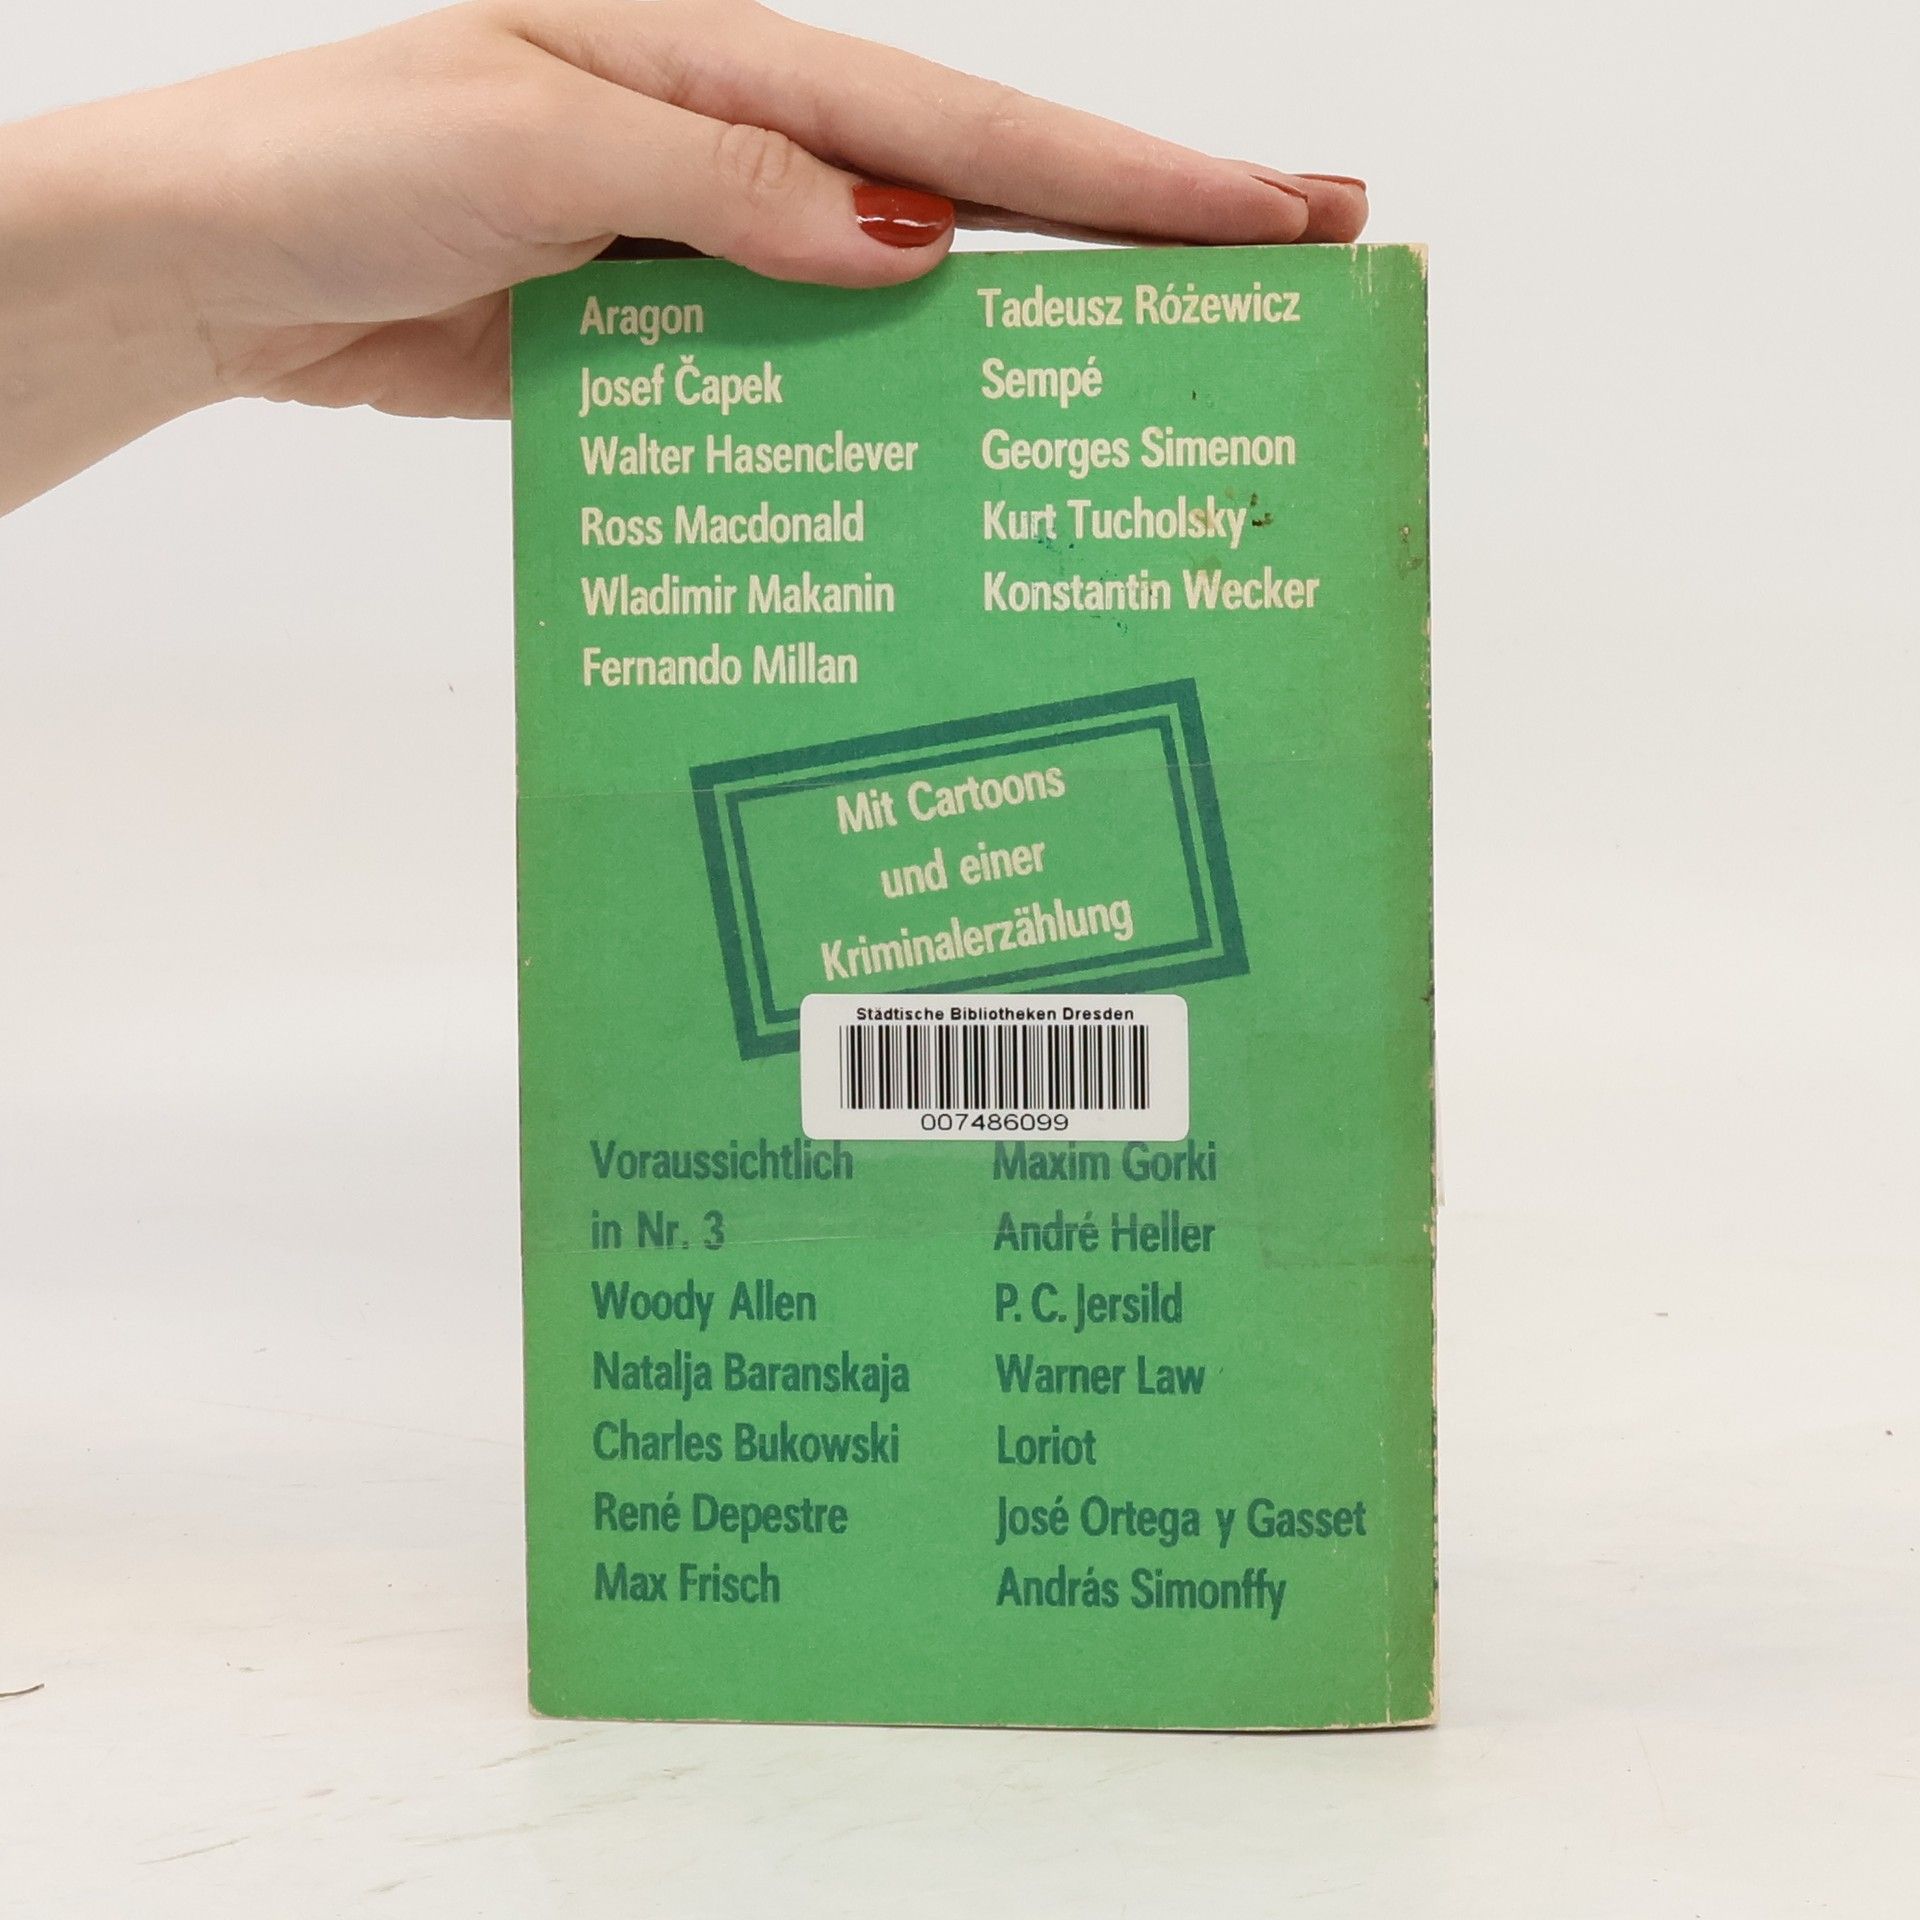 Aragon
Josef Čapek
Walter Hasenclever
Ross Macdonald
Wladimir Makanin
Fernando Millan
Tadeusz Różewicz
Sempé
Georges Simenon
Kurt Tucholsky
Konstantin Wecker
Mit Cartoons
und einer
Kriminalerzählung
Städtische Bibliotheken Dresden
007486099
Voraussichtlich
in Nr. 3
Woody Allen
Natalja Baranskaja
Charles Bukowski
René Depestre
Max Frisch
Maxim Gorki
André Heller
P. C. Jersild
Warner Law
Loriot
José Ortega y Gasset
András Simonffy